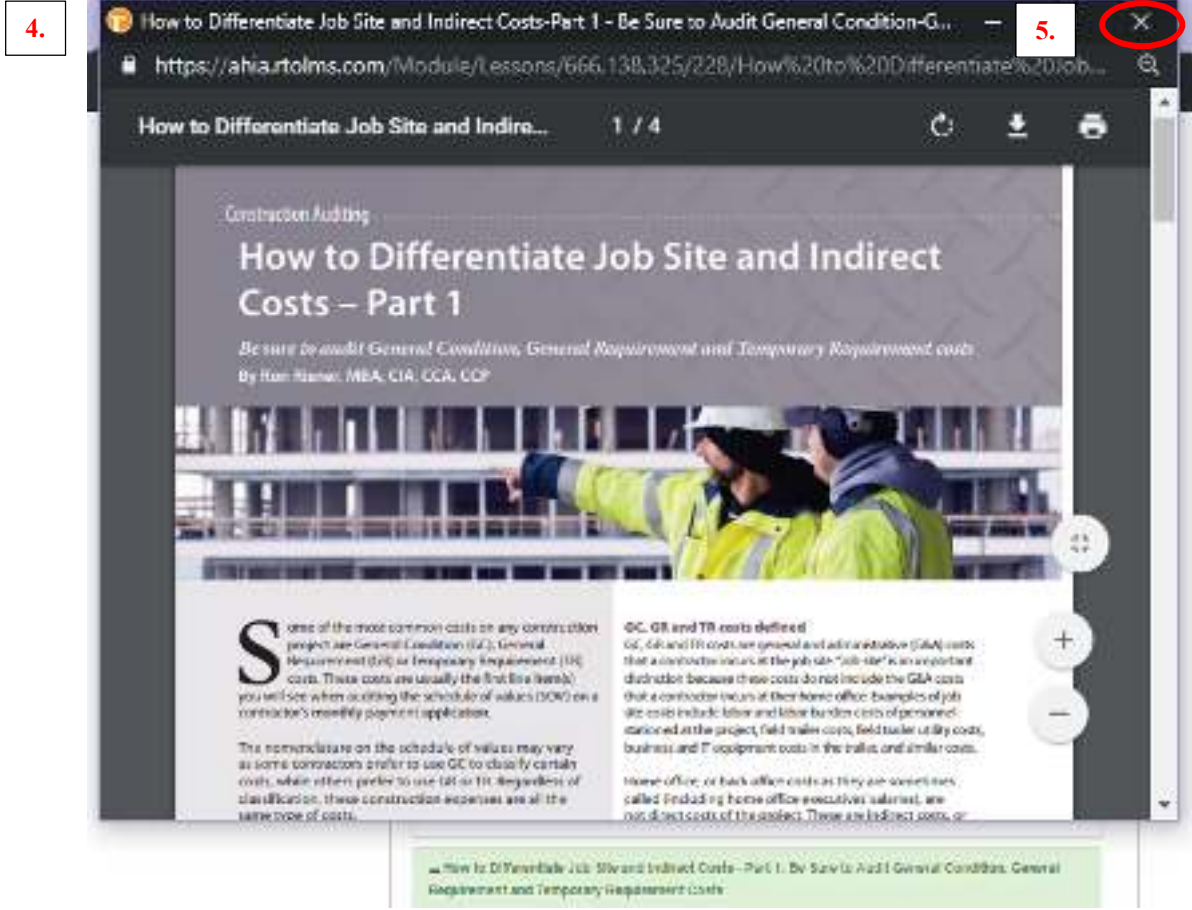 4.
How to Differentiate Job Site and Indirect Costs-Part 1 - Be Sure to Audit General Condition-G...
5.
https://ahia.rtolms.com/Module/Lessons/666,138,325/228/How%20to%20Differentiate%20Job...
How to Differentiate Job Site and Indire...
1 / 4
Construction Auditing
How to Differentiate Job Site and Indirect
Costs – Part 1
Be sure to audit General Condition, General Requirement and Temporary Requirement costs
By Ron MBA, CIA, CCA, CCP
Some of the most common costs on any construction
project are General Condition (GC), General
Requirement (GR) or Temporary Requirement (TR)
costs. These costs are usually the first line item(s)
you will see when auditing the schedule of values (SOV) on a
contractor's monthly payment application.
The nomenclature on the schedule of values may vary
as some contractors prefer to use GC to classify certain
costs, while others prefer to use GR or TR. Regardless of
classification, these construction expenses are all the
same type of costs.
GC, GR and TR costs defined
GC, GR and TR costs are general and administrative (G&A) costs
that a contractor incurs at the job site. "Job-site" is an important
distinction because these costs do not include the G&A costs
that a contractor incurs at their home office. Examples of job
site costs include labor and labor burden costs of personnel
stationed at the project, field trailer costs, field trailer utility costs,
business and IT equipment costs in the trailer, and similar costs.
Home office, or back office costs as they are sometimes
called (including home office executives salaries), are
not direct costs of the project. These are indirect costs, or
How to Differentiate Job Site and Indirect Costs - Part 1. Be Sure to Audit General Condition, General
Requirement and Temporary Requirement Costs